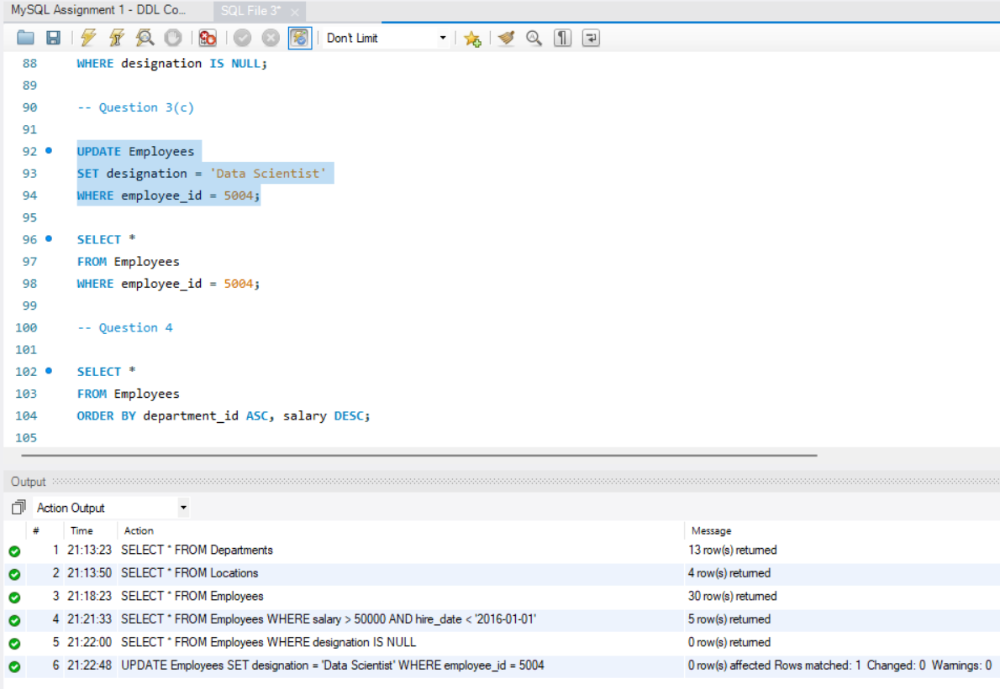 MySQL Assignment 1 - DDL Co...
SQL File 3*
Don't Limit
88 WHERE designation IS NULL;
89
90 -- Question 3(c)
91
92 UPDATE Employees
93 SET designation = 'Data Scientist'
94 WHERE employee_id = 5004;
95
96 SELECT *
97 FROM Employees
98 WHERE employee_id = 5004;
99
100 -- Question 4
101
102 SELECT *
103 FROM Employees
104 ORDER BY department_id ASC, salary DESC;
105
Output
Action Output
# Time Action Message
1 21:13:23 SELECT * FROM Departments 13 row(s) returned
2 21:13:50 SELECT * FROM Locations 4 row(s) returned
3 21:18:23 SELECT * FROM Employees 30 row(s) returned
4 21:21:33 SELECT * FROM Employees WHERE salary > 50000 AND hire_date < '2016-01-01' 5 row(s) returned
5 21:22:00 SELECT * FROM Employees WHERE designation IS NULL 0 row(s) returned
6 21:22:48 UPDATE Employees SET designation = 'Data Scientist' WHERE employee_id = 5004 0 row(s) affected Rows matched: 1 Changed: 0 Warnings: 0